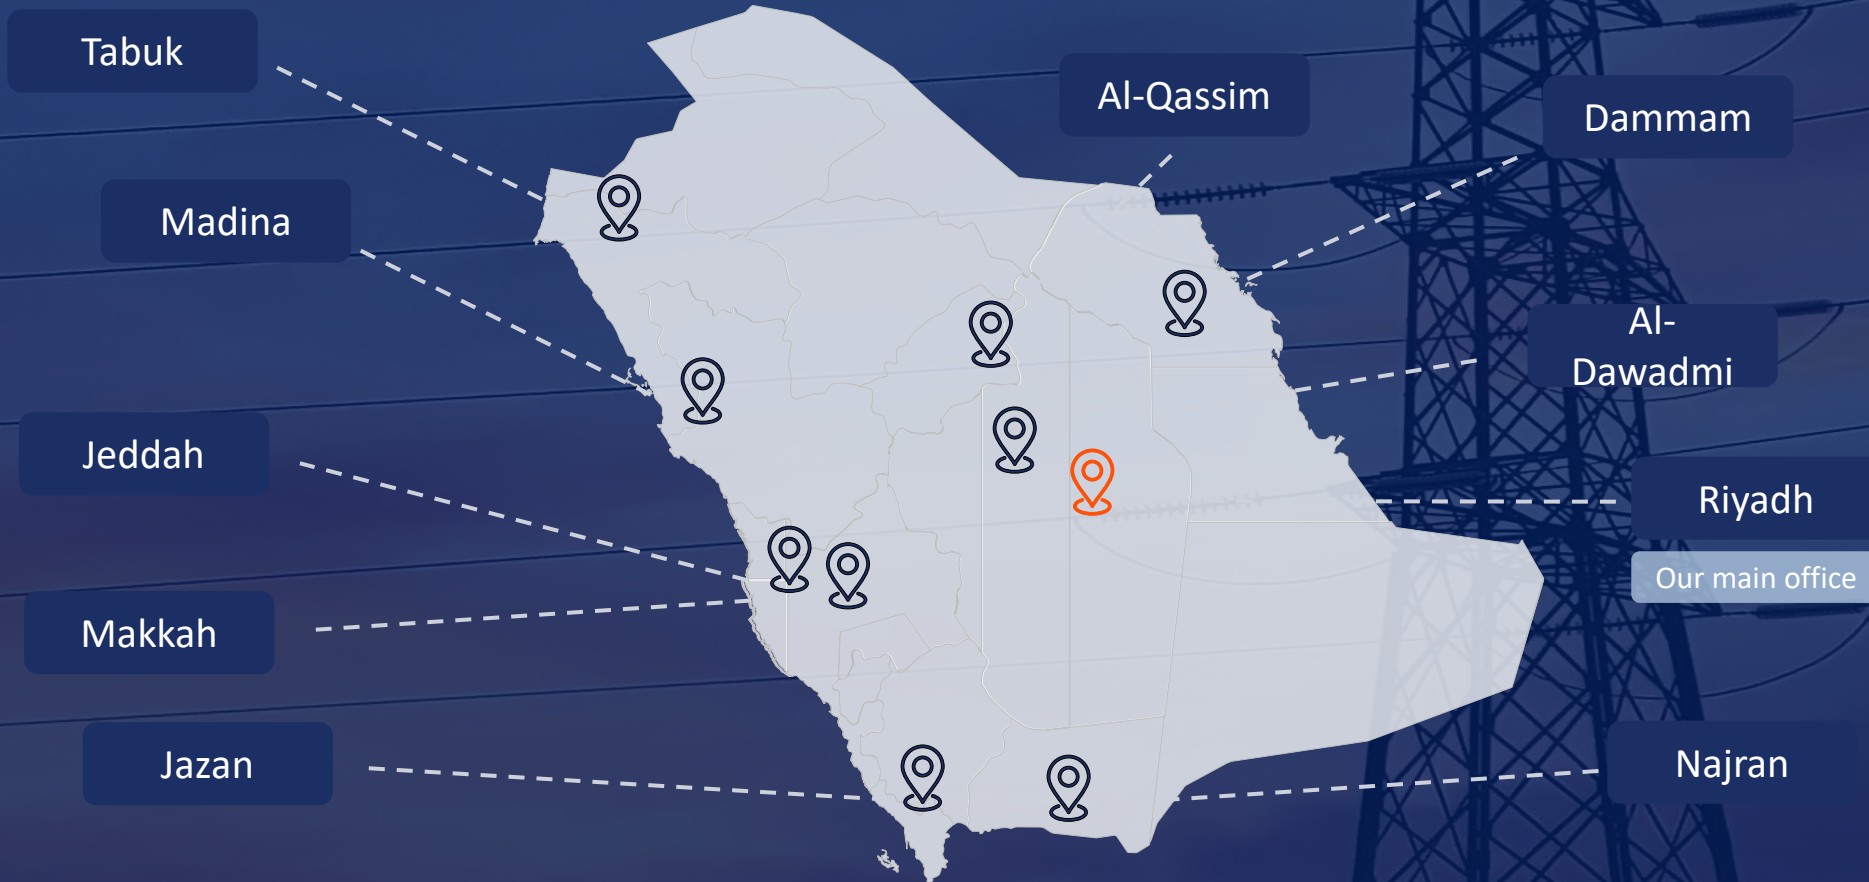 Tabuk
Al-Qassim
Dammam
Madina
Al-
Dawadmi
Jeddah
Riyadh
Our main office
Makkah
Jazan
Najran